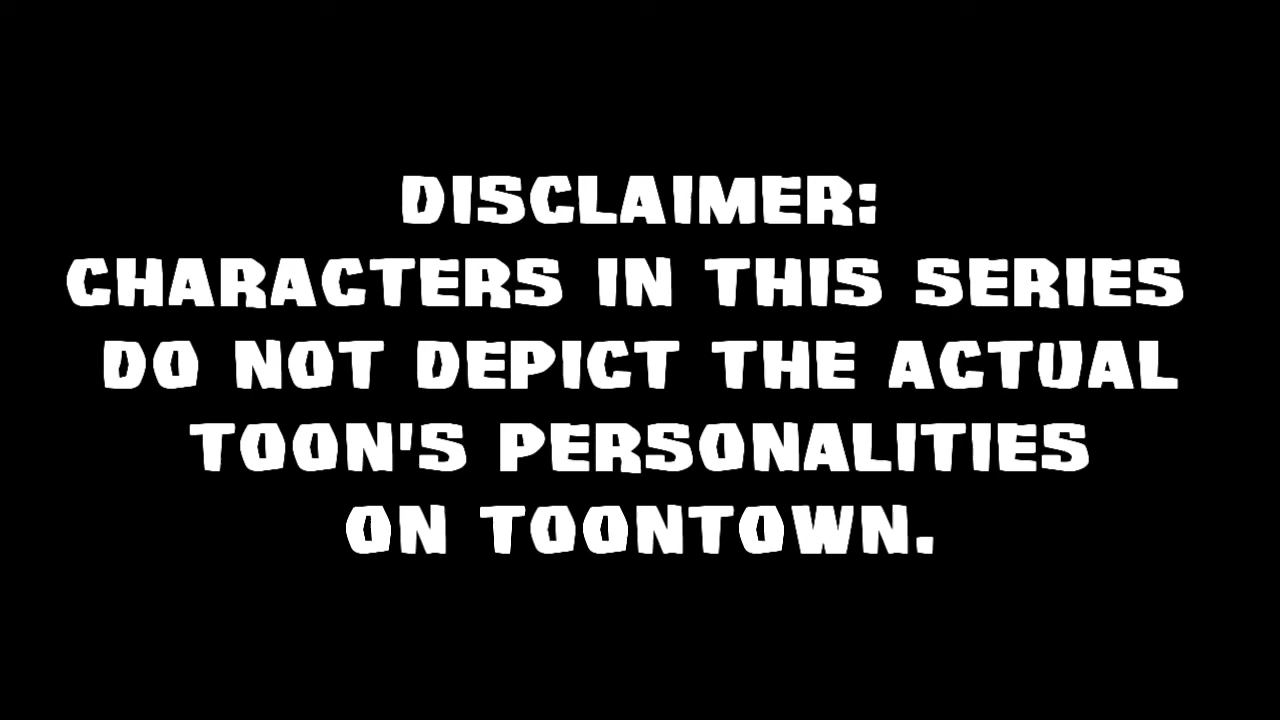 DISCLAIMER:
CHARACTERS IN THIS SERIES
DO NOT DEPICT THE ACTUAL
TOON'S PERSONALITIES
ON TOONTOWN.